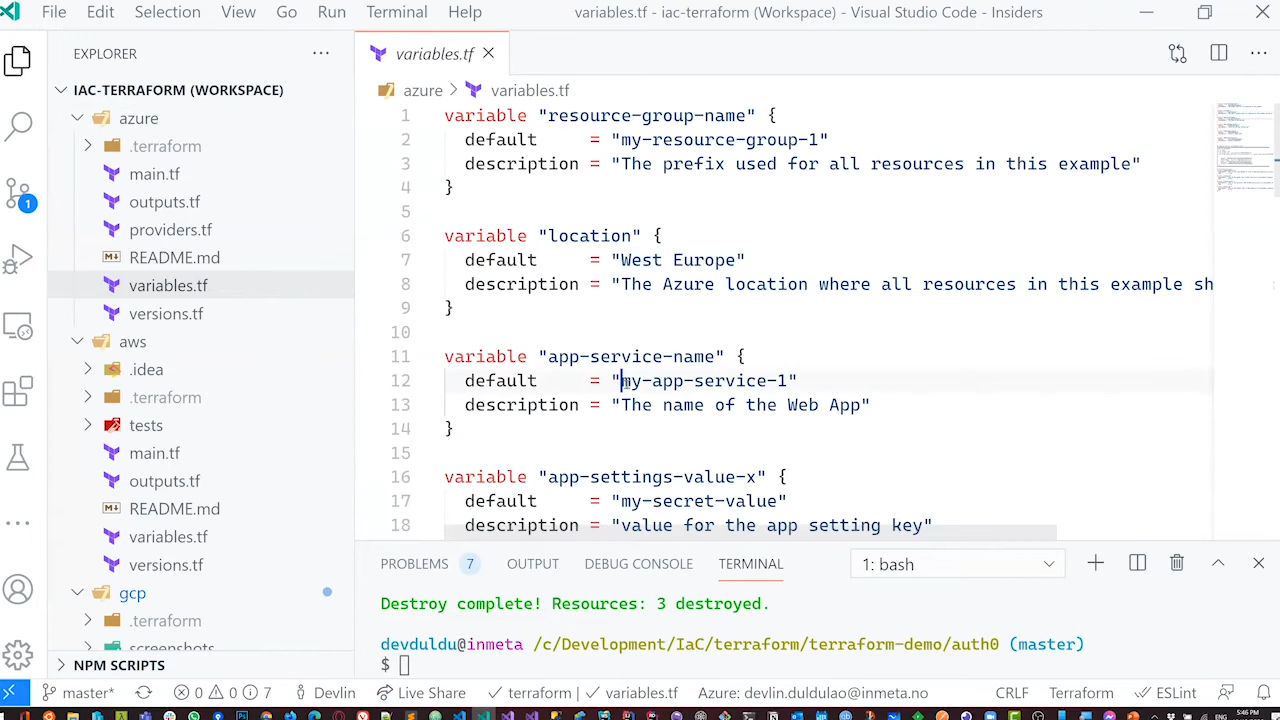 File Edit Selection View Go Run Terminal Help variables.tf - iac-terraform (Workspace) - Visual Studio Code - Insiders
EXPLORER
variables.tf
IAC-TERRAFORM (WORKSPACE)
azure > variables.tf
azure
.terraform
main.tf
outputs.tf
providers.tf
README.md
variables.tf
versions.tf
aws
.idea
.terraform
tests
main.tf
outputs.tf
README.md
variables.tf
versions.tf
gcp
.terraform
screenshots
NPM SCRIPTS
1
1 variable "resource-group-name" {
2 default = "my-resource-group-1"
3 description = "The prefix used for all resources in this example"
4
5
6 variable "location" {
7 default = "West Europe"
8 description = "The Azure location where all resources in this example sh
9 }
10
11 variable "app-service-name" {
12 default = "my-app-service-1"
13 description = "The name of the Web App"
14 }
15
16 variable "app-settings-value-x" {
17 default = "my-secret-value"
18 description = "value for the app setting key"
PROBLEMS 7 OUTPUT DEBUG CONSOLE TERMINAL 1: bash
Destroy complete! Resources: 3 destroyed.
devduldu@inmeta /c/Development/IaC/terraform/terraform-demo/auth0 (master)
$
master* 0 0 7 Devlin Live Share terraform | variables.tf Azure: devlin.duldulao@inmeta.no CRLF Terraform ESLint
ENG 5:46 PM